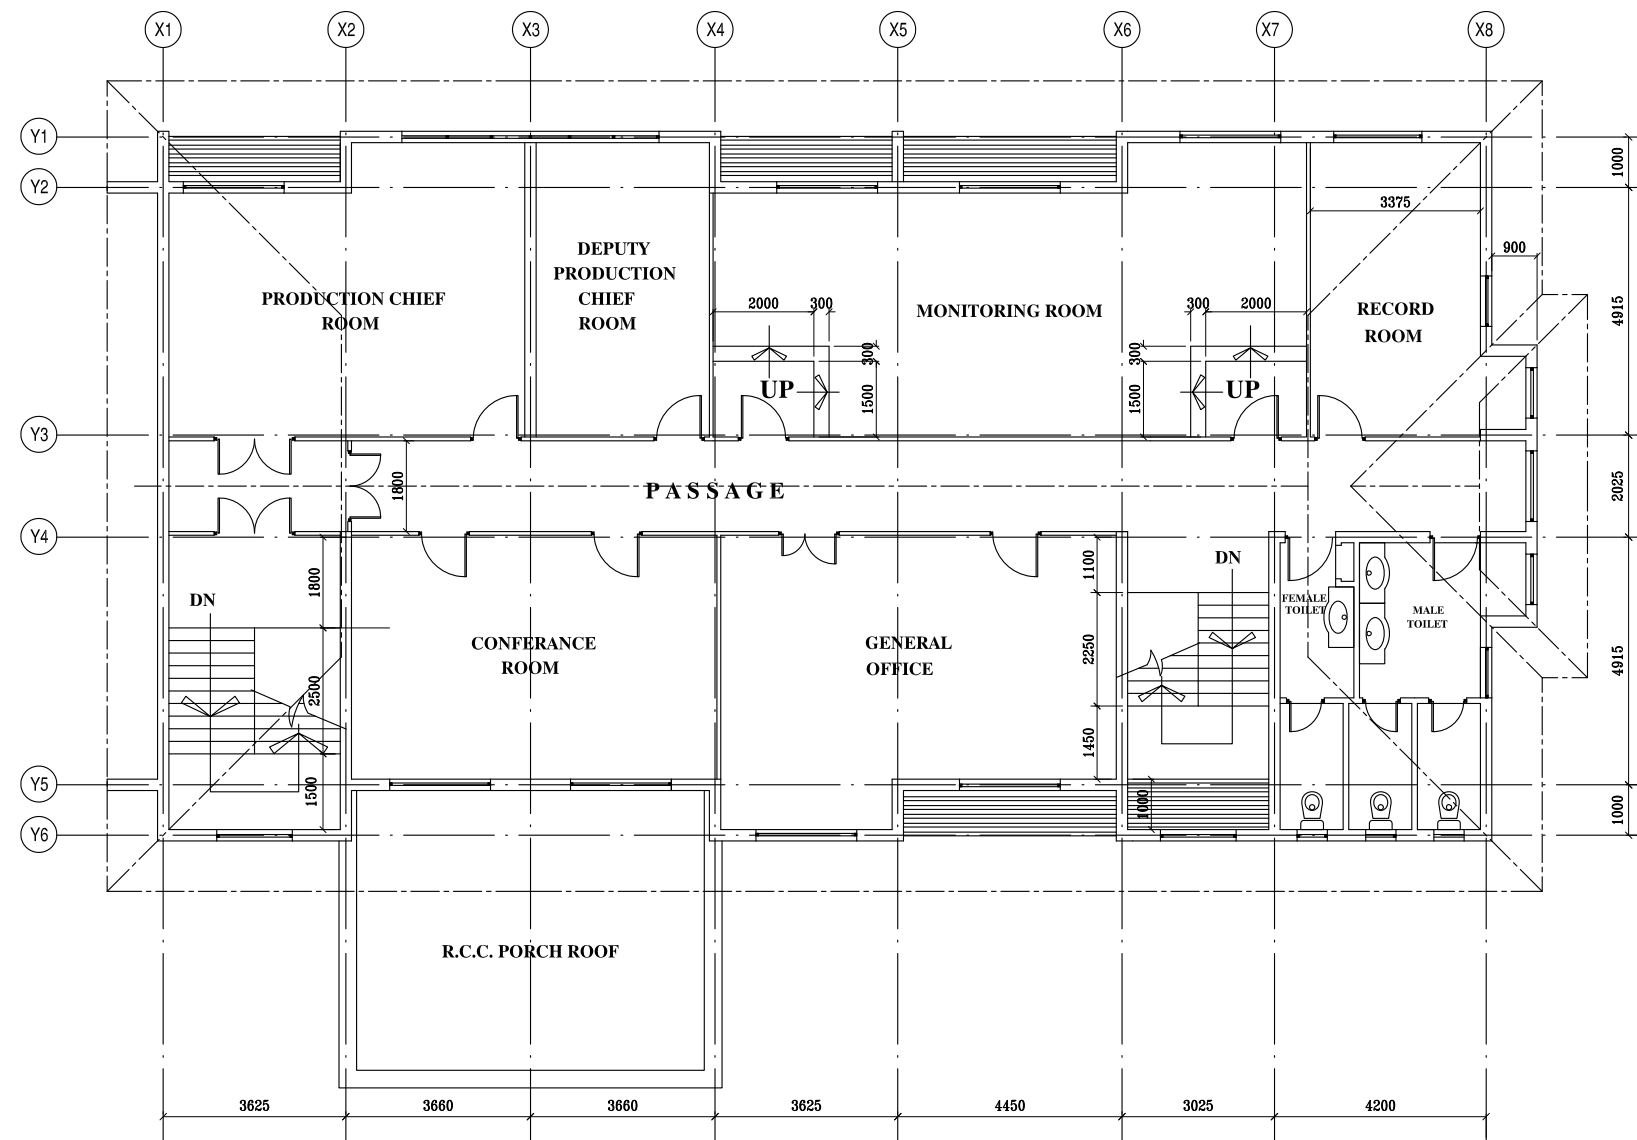 X1 X2 X3 X4 X5 X6 X7 X8
Y1
1000
Y2
3375
900
DEPUTY
PRODUCTION
CHIEF
ROOM
PRODUCTION CHIEF
ROOM
2000 300
MONITORING ROOM
300 2000
RECORD
ROOM
4915
300
1500
UP
300
1500
UP
Y3
1800
PASSAGE
2025
Y4
DN
1800
1100
DN
FEMALE
TOILET
MALE
TOILET
CONFERANCE
ROOM
GENERAL
OFFICE
2500
2250
4915
1450
1500
Y5
1000
1000
Y6
R.C.C. PORCH ROOF
3625 3660 3660 3625 4450 3025 4200